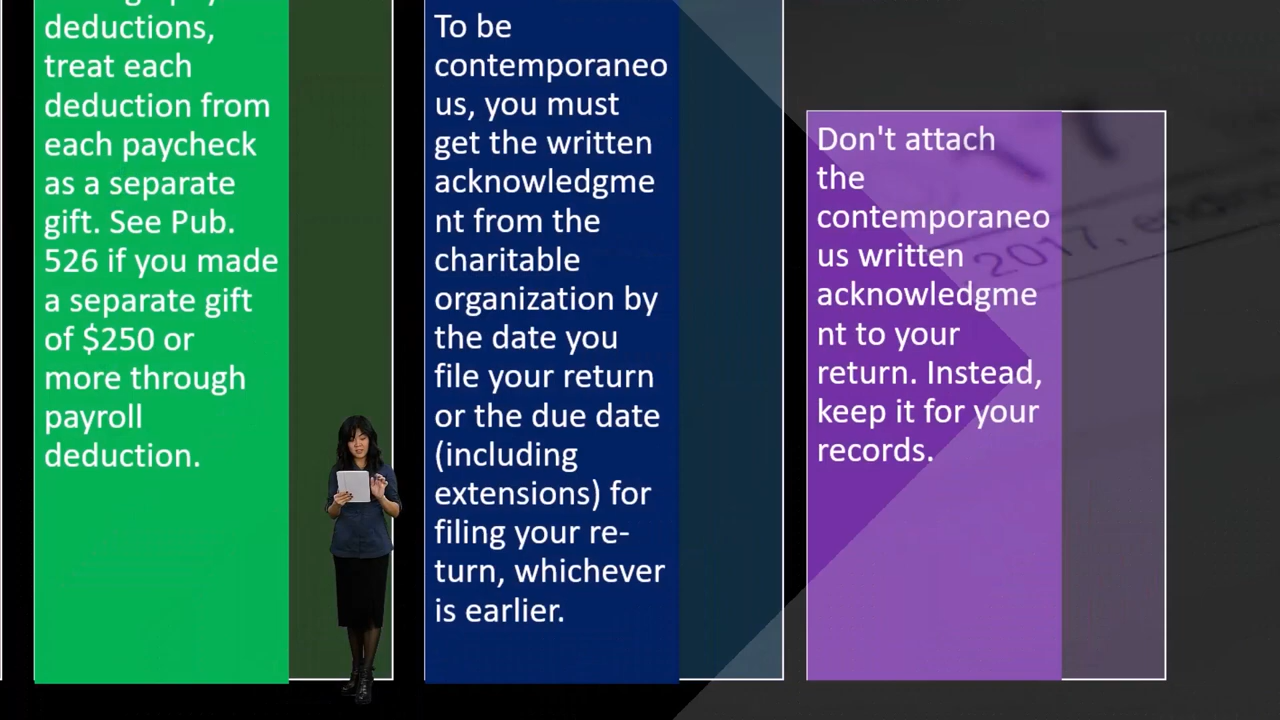 deductions,
treat each
deduction from
each paycheck
as a separate
gift. See Pub.
526 if you made
a separate gift
of $250 or
more through
payroll
deduction.
To be
contemporaneo
us, you must
get the written
acknowledgme
nt from the
charitable
organization by
the date you
file your return
or the due date
(including
extensions) for
filing your re-
turn, whichever
is earlier.
Don't attach
the
contemporaneo
us written
acknowledgme
nt to your
return. Instead,
keep it for your
records.
17
2017, en